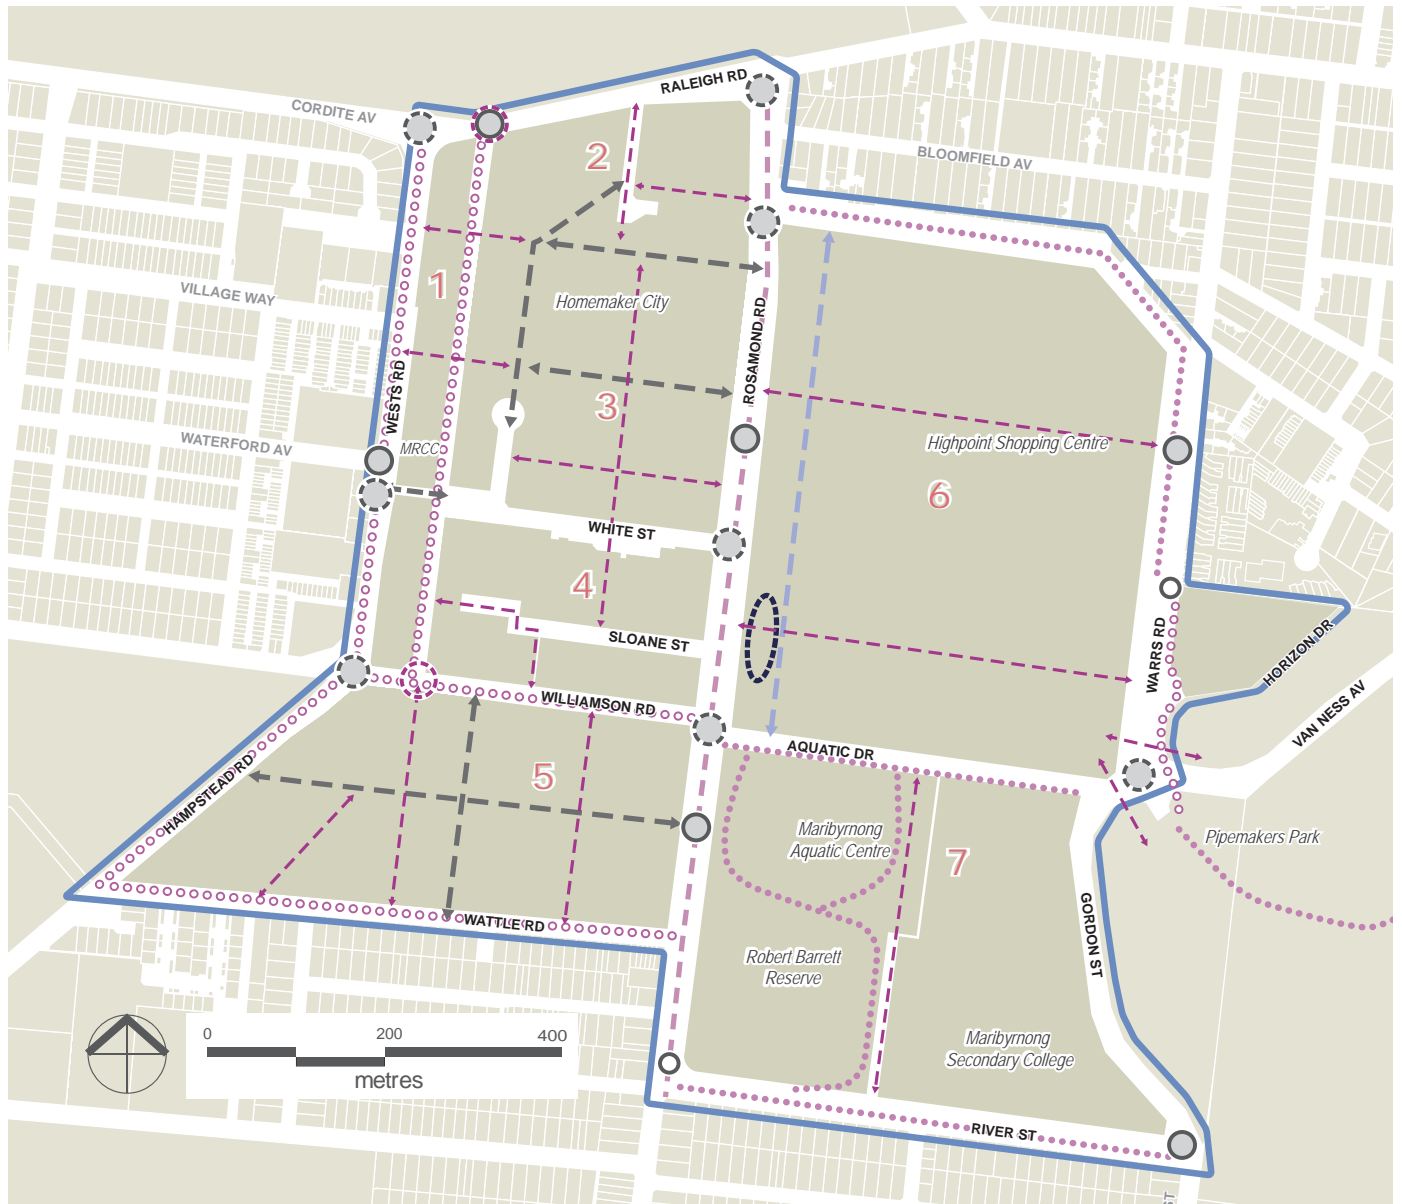 RALEIGH RD
CORDITE AV
2
BLOOMFIELD AV
1
VILLAGE WAY
Homemaker City
ROSAMOND RD
WESTS RD
3
WATERFORD AV
MRCC
Highpoint Shopping Centre
6
WHITE ST
4
SLOANE ST
WARRS RD
HORIZON DR
WILLIAMSON RD
VAN NESS AV
AQUATIC DR
5
HAMPSTEAD RD
Maribyrnong
Aquatic Centre
7
Pipemakers Park
WATTLE RD
GORDON ST
Robert Barrett
Reserve
0
200
400
metres
Maribyrnong
Secondary College
RIVER ST
ST